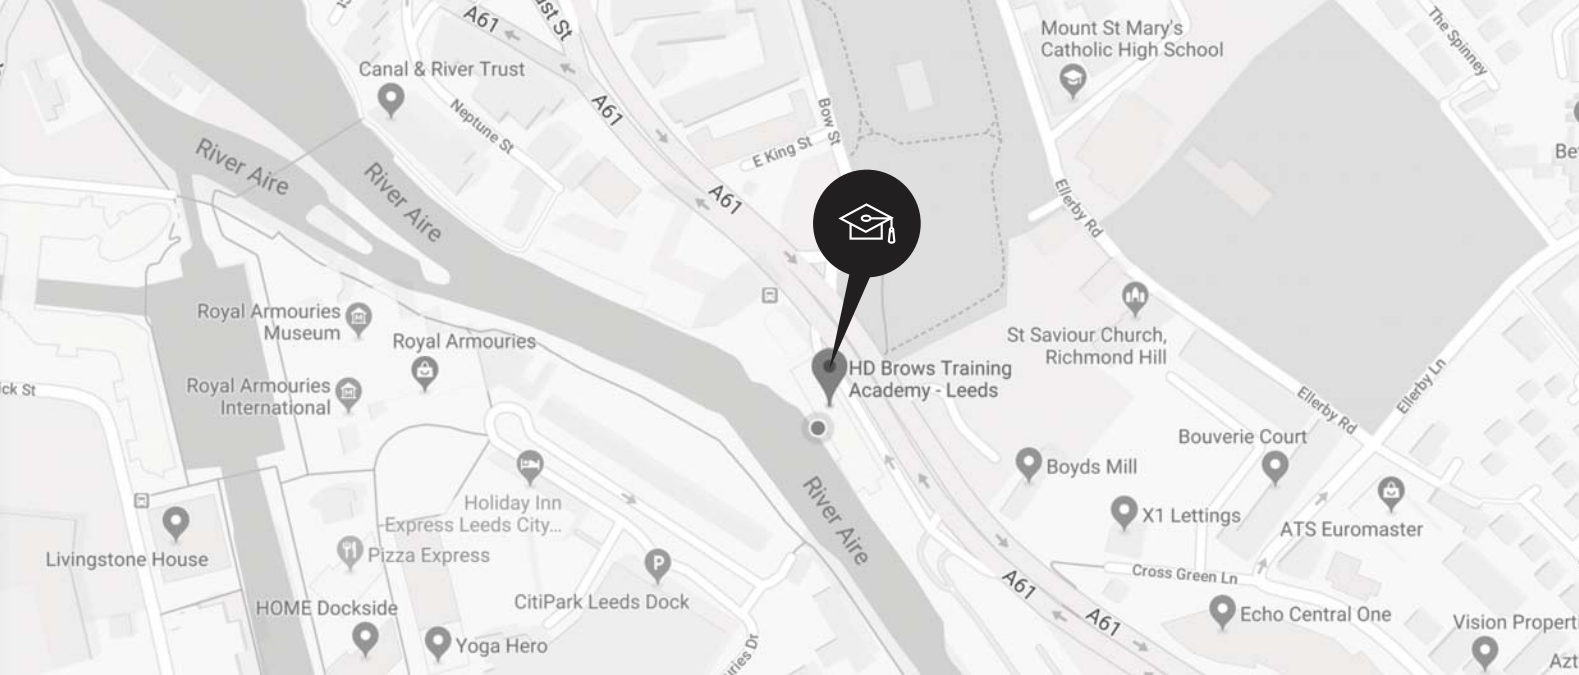 A61
Mount St Mary's
Catholic High School
The Spinney
Canal & River Trust
A61
Neptune St
Bow St
E King St
River Aire
River Aire
A61
Ellerby Rd
Royal Armouries
Museum
Royal Armouries
St Saviour Church,
Richmond Hill
HD Brows Training
Academy - Leeds
Royal Armouries
International
Ellerby Ln
Ellerby Rd
Bouverie Court
Boyds Mill
Holiday Inn
Express Leeds City...
River Aire
X1 Lettings
ATS Euromaster
Livingstone House
Pizza Express
Cross Green Ln
A61
CitiPark Leeds Dock
HOME Dockside
Echo Central One
A61
Vision Properti
Yoga Hero